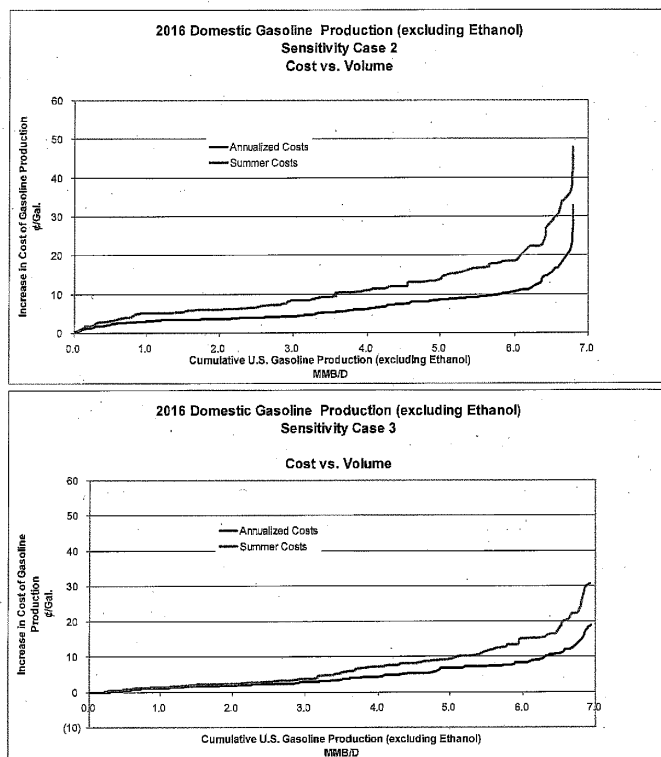 2016 Domestic Gasoline Production (excluding Ethanol)
Sensitivity Case 2
Cost vs. Volume
60
50
40
30
20
10
0
Increase in Cost of Gasoline Production
¢/Gal.
Annualized Costs
Summer Costs
0.0 1.0 2.0 3.0 4.0 5.0 6.0 7.0
Cumulative U.S. Gasoline Production (excluding Ethanol)
MMB/D
2016 Domestic Gasoline Production (excluding Ethanol)
Sensitivity Case 3
Cost vs. Volume
60
50
40
30
20
10
0
(10)
Increase in Cost of Gasoline
Production
¢/Gal.
Annualized Costs
Summer Costs
0.0 1.0 2.0 3.0 4.0 5.0 6.0 7.0
Cumulative U.S. Gasoline Production (excluding Ethanol)
MMB/D